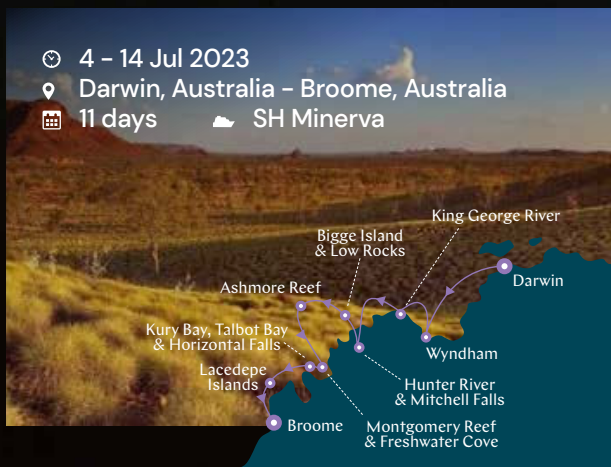 4 – 14 Jul 2023
Darwin, Australia – Broome, Australia
11 days SH Minerva
King George River
Bigge Island
& Low Rocks
Darwin
Ashmore Reef
Kury Bay, Talbot Bay
& Horizontal Falls
Wyndham
Lacedepe
Islands
Hunter River
& Mitchell Falls
Broome
Montgomery Reef
& Freshwater Cove